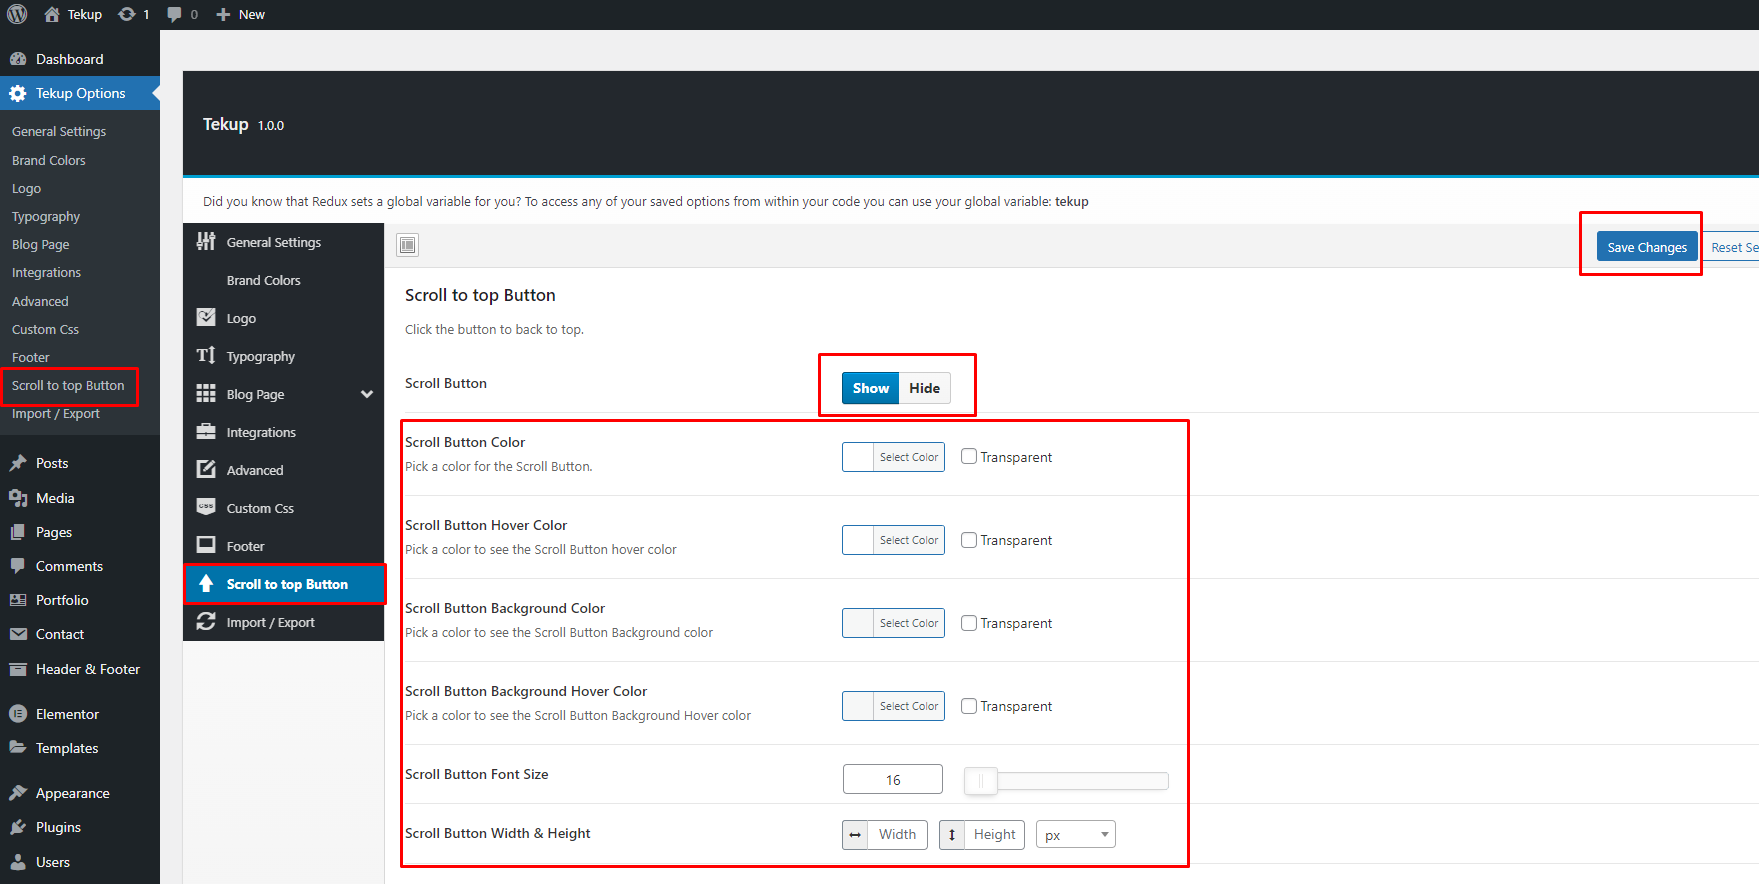 Tekup 1 0 New
Dashboard
Tekup Options
General Settings
Brand Colors
Logo
Typography
Blog Page
Integrations
Advanced
Custom Css
Footer
Scroll to top Button
Import / Export
Posts
Media
Pages
Comments
Portfolio
Contact
Header & Footer
Elementor
Templates
Appearance
Plugins
Users
Tekup 1.0.0
Did you know that Redux sets a global variable for you? To access any of your saved options from within your code you can use your global variable: tekup
General Settings
Brand Colors
Logo
Typography
Blog Page
Integrations
Advanced
Custom Css
Footer
Scroll to top Button
Import / Export
Save Changes Reset Se
Scroll to top Button
Click the button to back to top.
Scroll Button Show Hide
Scroll Button Color
Pick a color for the Scroll Button.
Select Color Transparent
Scroll Button Hover Color
Pick a color to see the Scroll Button hover color
Select Color Transparent
Scroll Button Background Color
Pick a color to see the Scroll Button Background color
Select Color Transparent
Scroll Button Background Hover Color
Pick a color to see the Scroll Button Background Hover color
Select Color Transparent
Scroll Button Font Size 16
Scroll Button Width & Height Width Height px